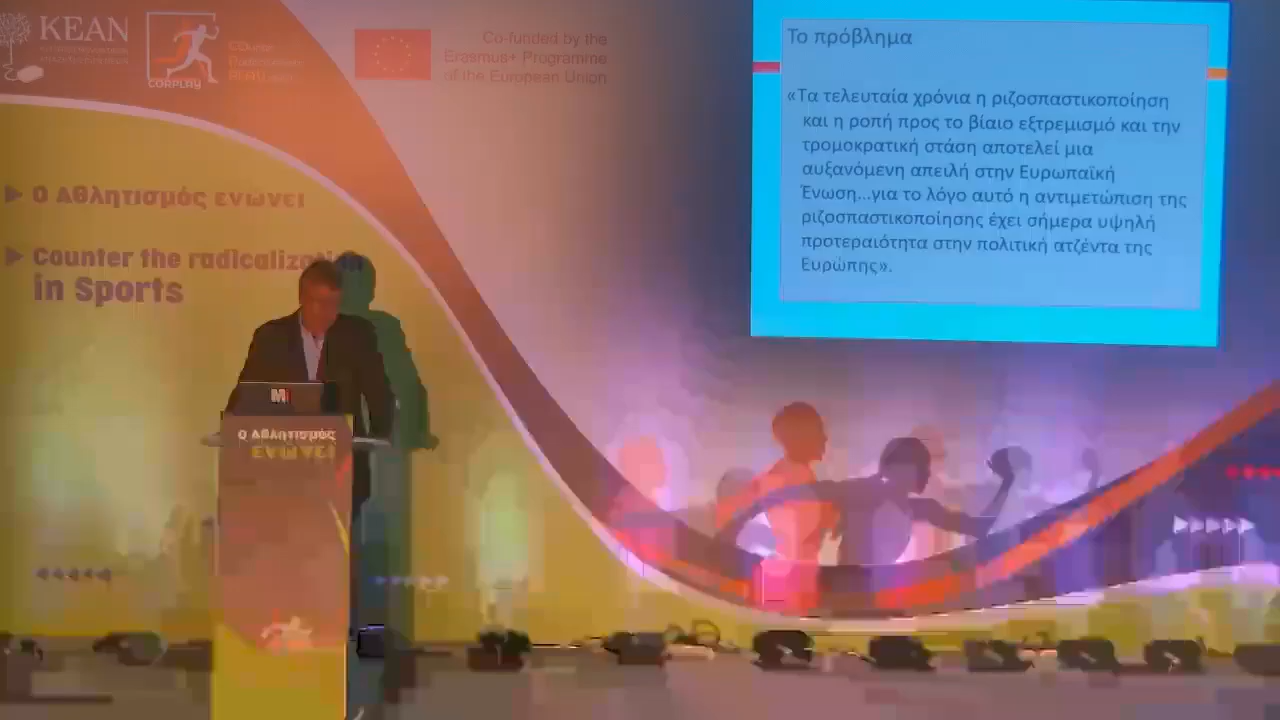 KEAN
CORPLAY
Co-funded by the
Erasmus+ Programme
of the European Union
Το πρόβλημα
«Τα τελευταία χρόνια η ριζοσπαστικοποίηση
και η ροπή προς το βίαιο εξτρεμισμό και την
τρομοκρατική στάση αποτελεί μια
αυξανόμενη απειλή στην Ευρωπαϊκή
Ένωση...για το λόγο αυτό η αντιμετώπιση της
ριζοσπαστικοποίησης έχει σήμερα υψηλή
προτεραιότητα στην πολιτική ατζέντα της
Ευρώπης».
Ο Αθλητισμός ενώνει
Counter the radicalization
in Sports
Mi
Ο Αθλητισμός
ενώνει